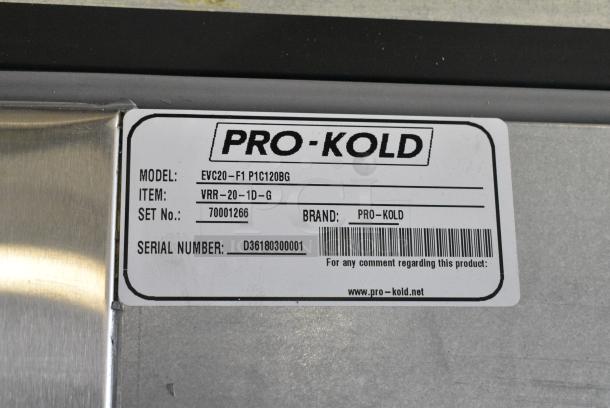 PRO-KOLD
MODEL: EVC20-F1 P1C120BG
ITEM: VRR-20-1D-G
SET No.: 70001266 BRAND: PRO-KOLD
SERIAL NUMBER: D36180300001
For any comment regarding this product:
www.pro-kold.net